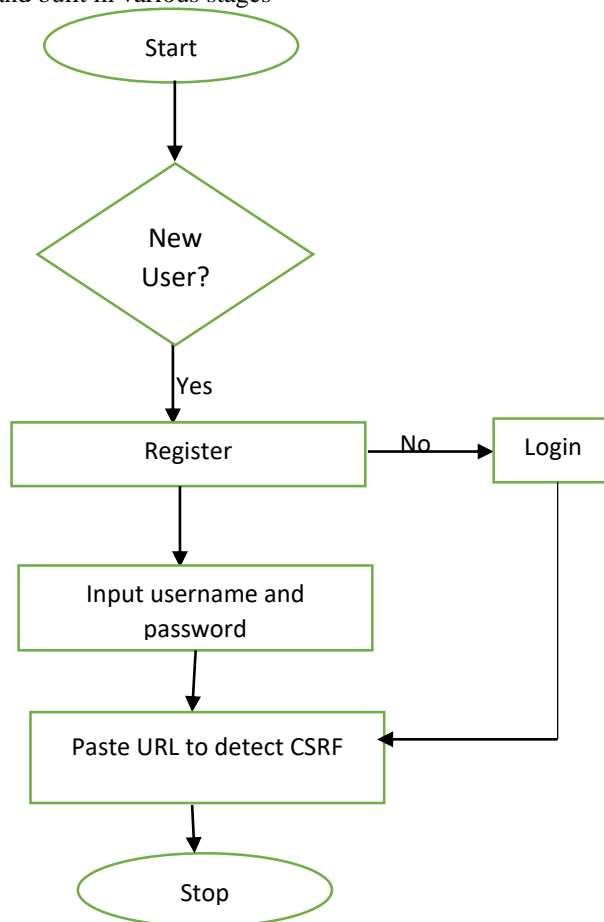 and built in various stages
Start
New
User?
Yes
Register
No
Login
Input username and
password
Paste URL to detect CSRF
Stop